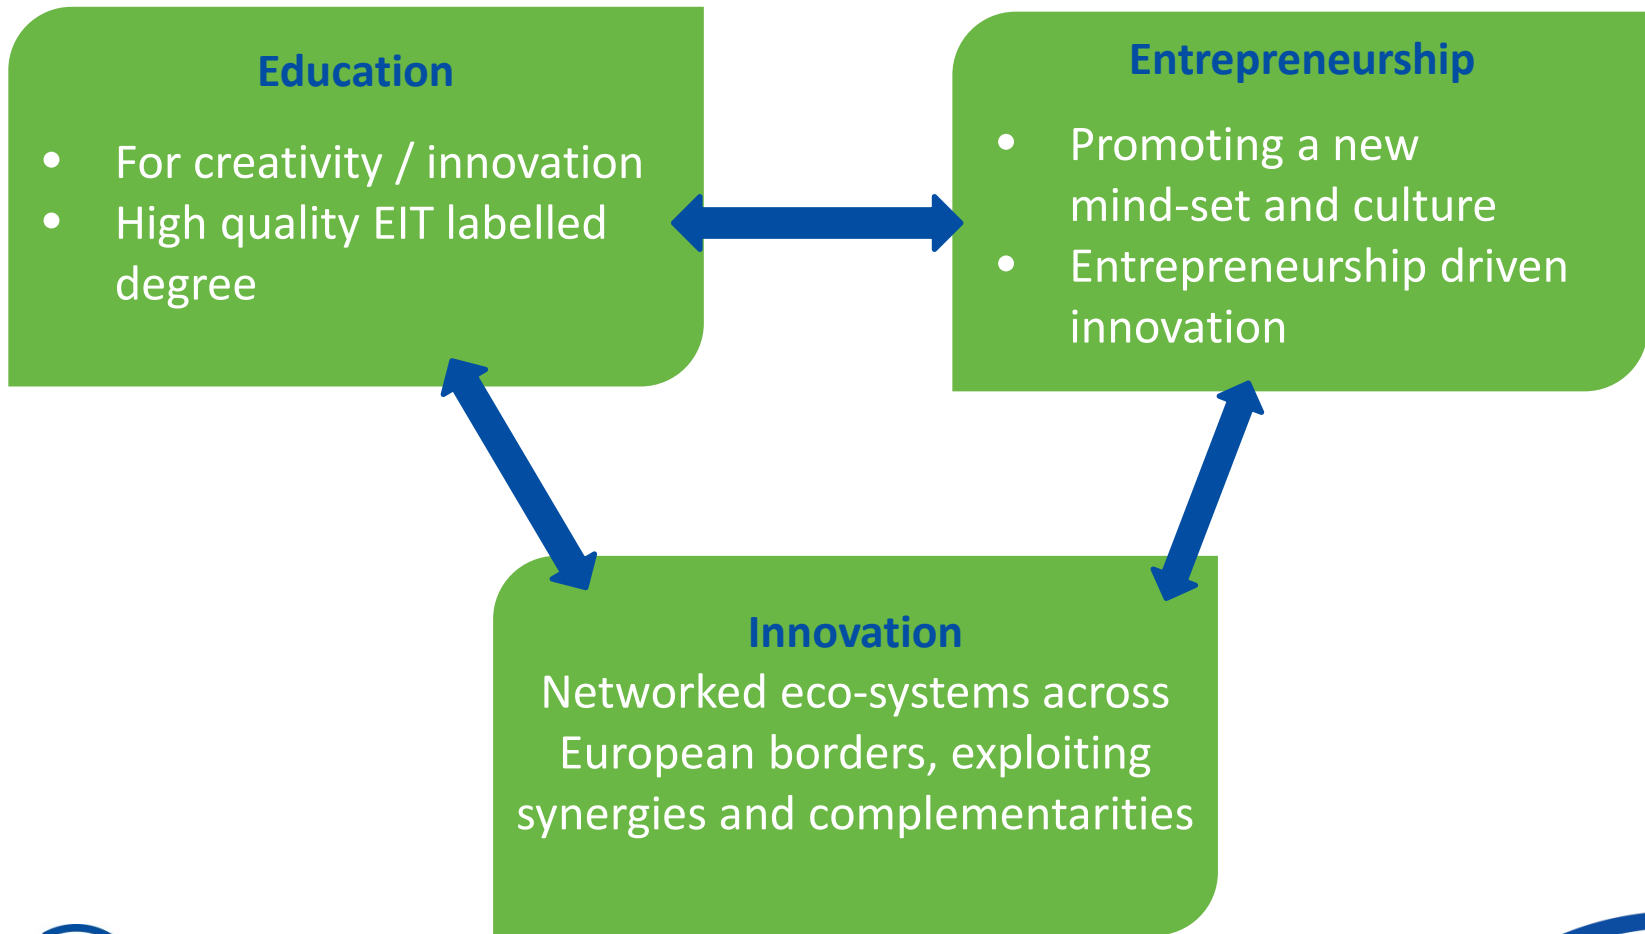 Education
• For creativity / innovation
• High quality EIT labelled
degree
Entrepreneurship
• Promoting a new
mind-set and culture
• Entrepreneurship driven
innovation
Innovation
Networked eco-systems across
European borders, exploiting
synergies and complementarities